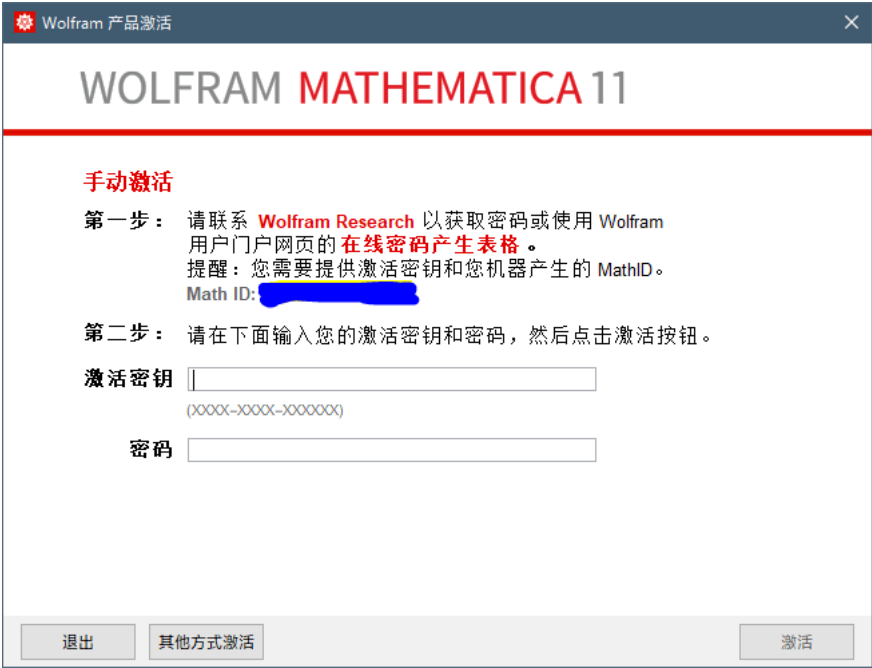 Wolfram 产品激活
WOLFRAM MATHEMATICA 11
手动激活
第一步： 请联系 Wolfram Research 以获取密码或使用 Wolfram
用户门户网页的 在线密码产生表格 。
提醒：您需要提供激活密钥和您机器产生的 MathID。
Math ID:
第二步： 请在下面输入您的激活密钥和密码，然后点击激活按钮。
激活密钥
(XXXX-XXXX-XXXXXX)
密码
退出 其他方式激活 激活